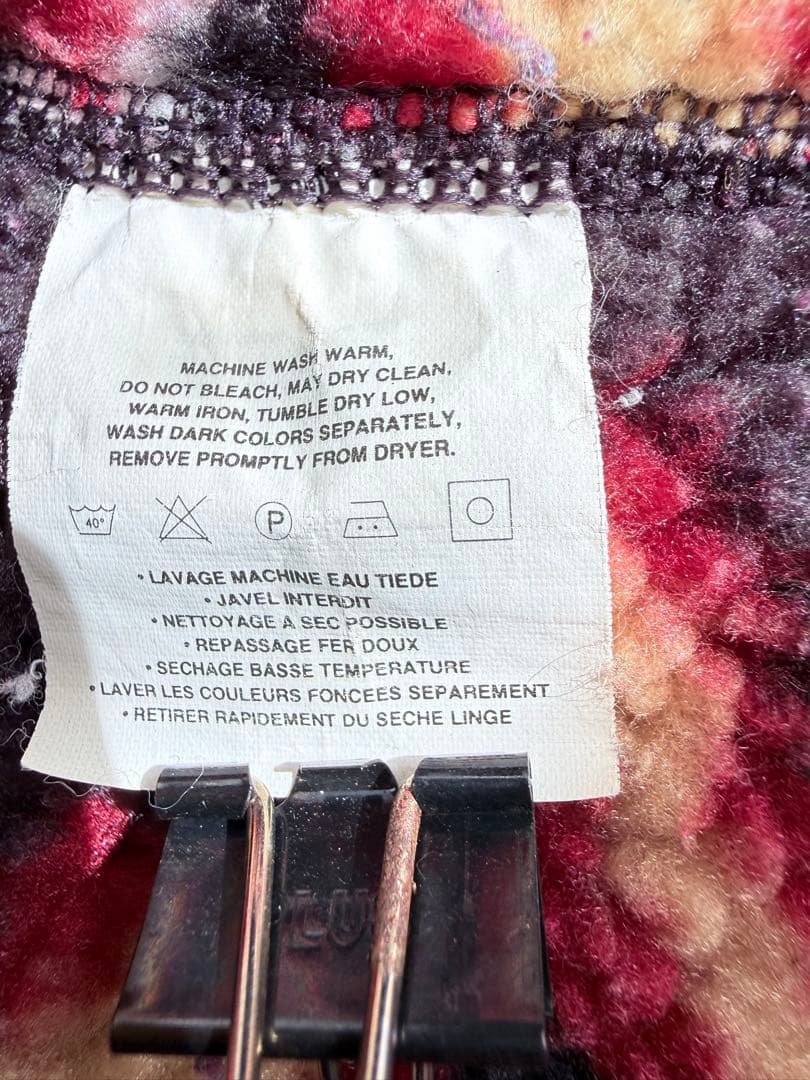 MACHINE WASH WARM,
DO NOT BLEACH, MAY DRY CLEAN,
WARM IRON, TUMBLE DRY LOW,
WASH DARK COLORS SEPARATELY,
REMOVE PROMPTLY FROM DRYER.
40° P
• LAVAGE MACHINE EAU TIEDE
• JAVEL INTERDIT
• NETTOYAGE A SEC POSSIBLE
• REPASSAGE FER DOUX
• SECHAGE BASSE TEMPERATURE
• LAVER LES COULEURS FONCEES SEPAREMENT
• RETIRER RAPIDEMENT DU SECHE LINGE